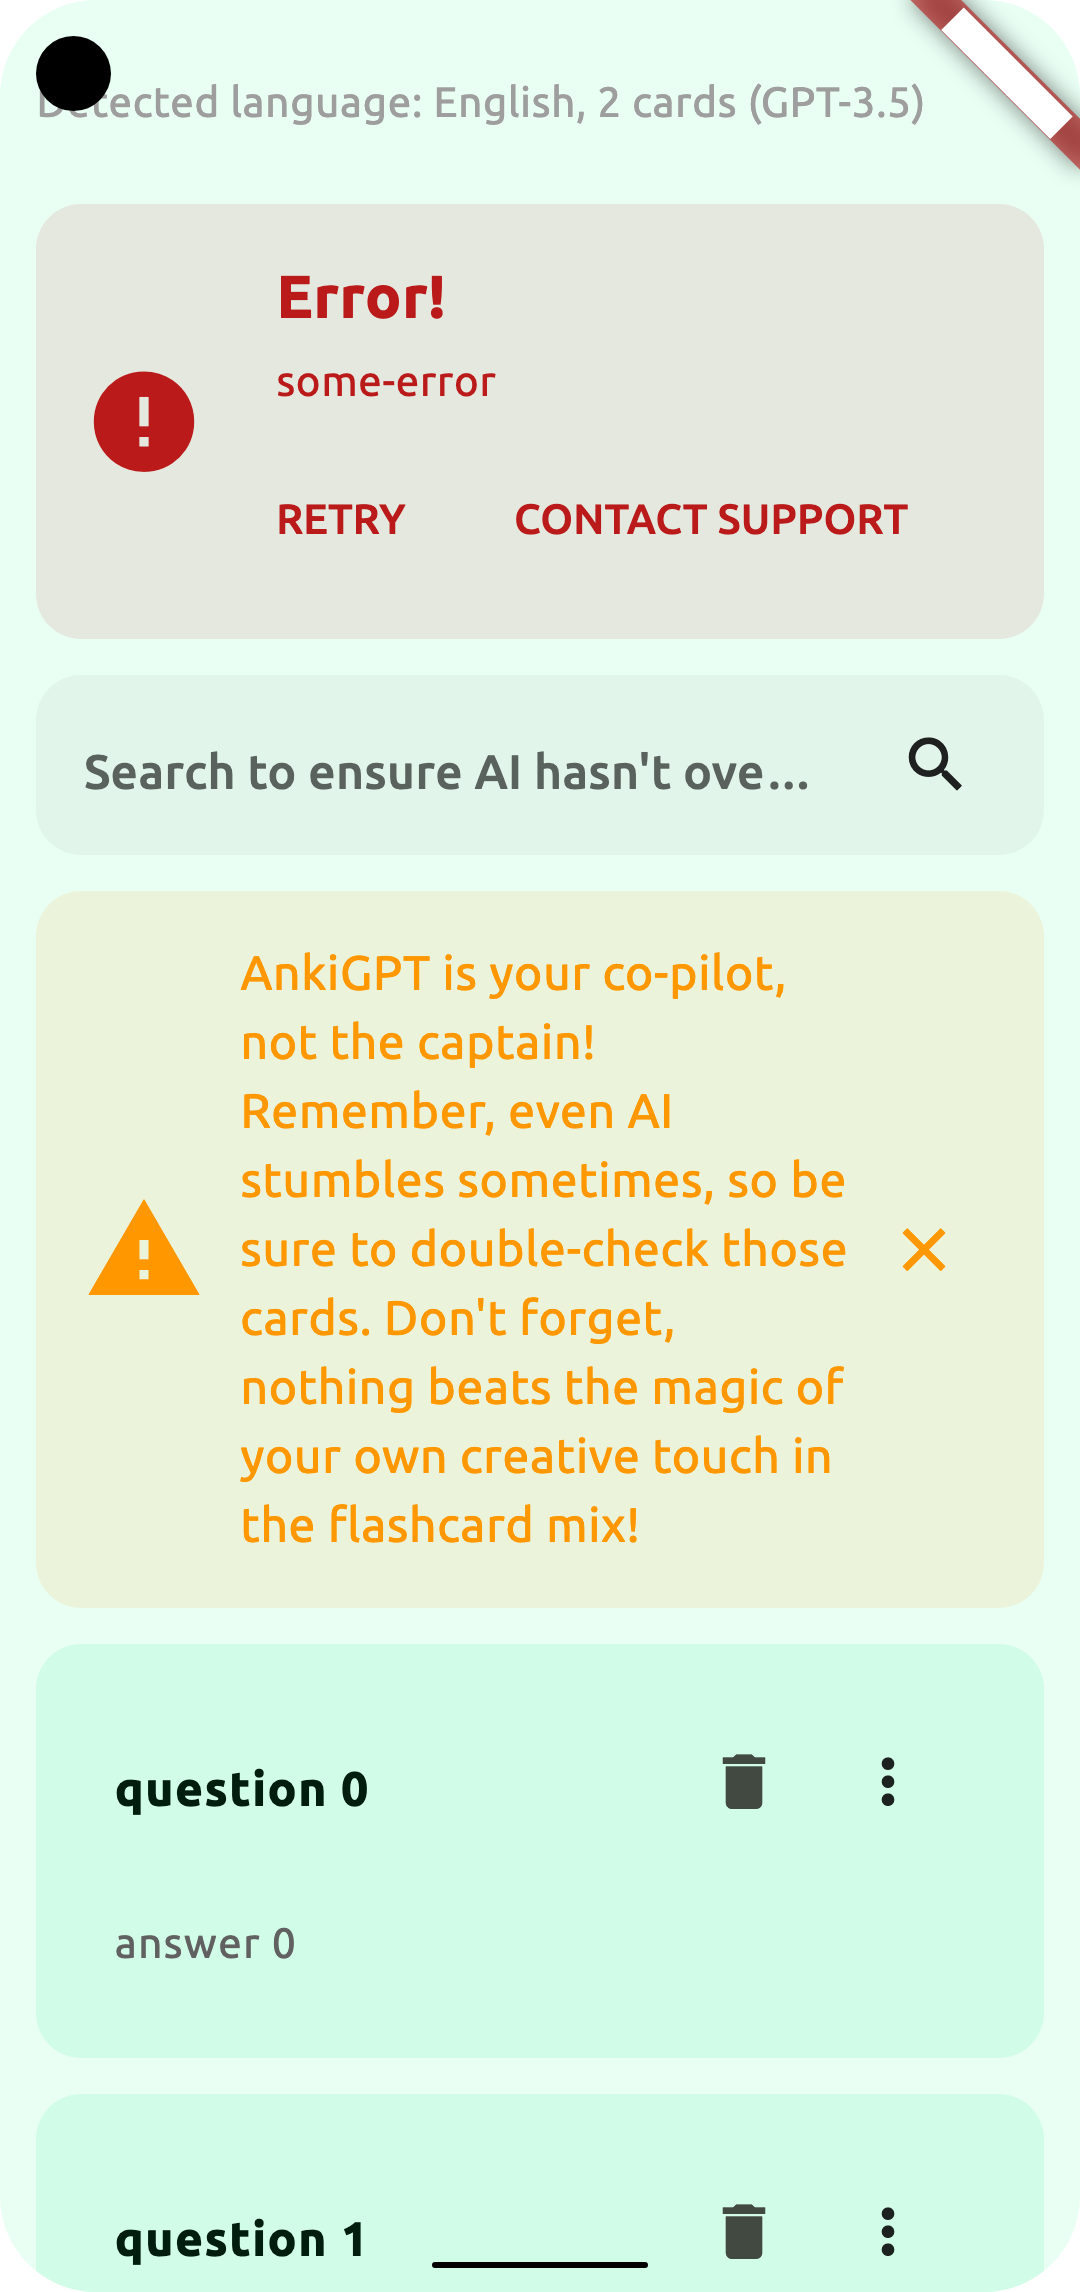 Detected language: English, 2 cards (GPT-3.5)
Error!
some-error
RETRY CONTACT SUPPORT
Search to ensure AI hasn't ove...
AnkiGPT is your co-pilot,
not the captain!
Remember, even AI
stumbles sometimes, so be
sure to double-check those
cards. Don't forget,
nothing beats the magic of
your own creative touch in
the flashcard mix!
question 0
answer 0
question 1